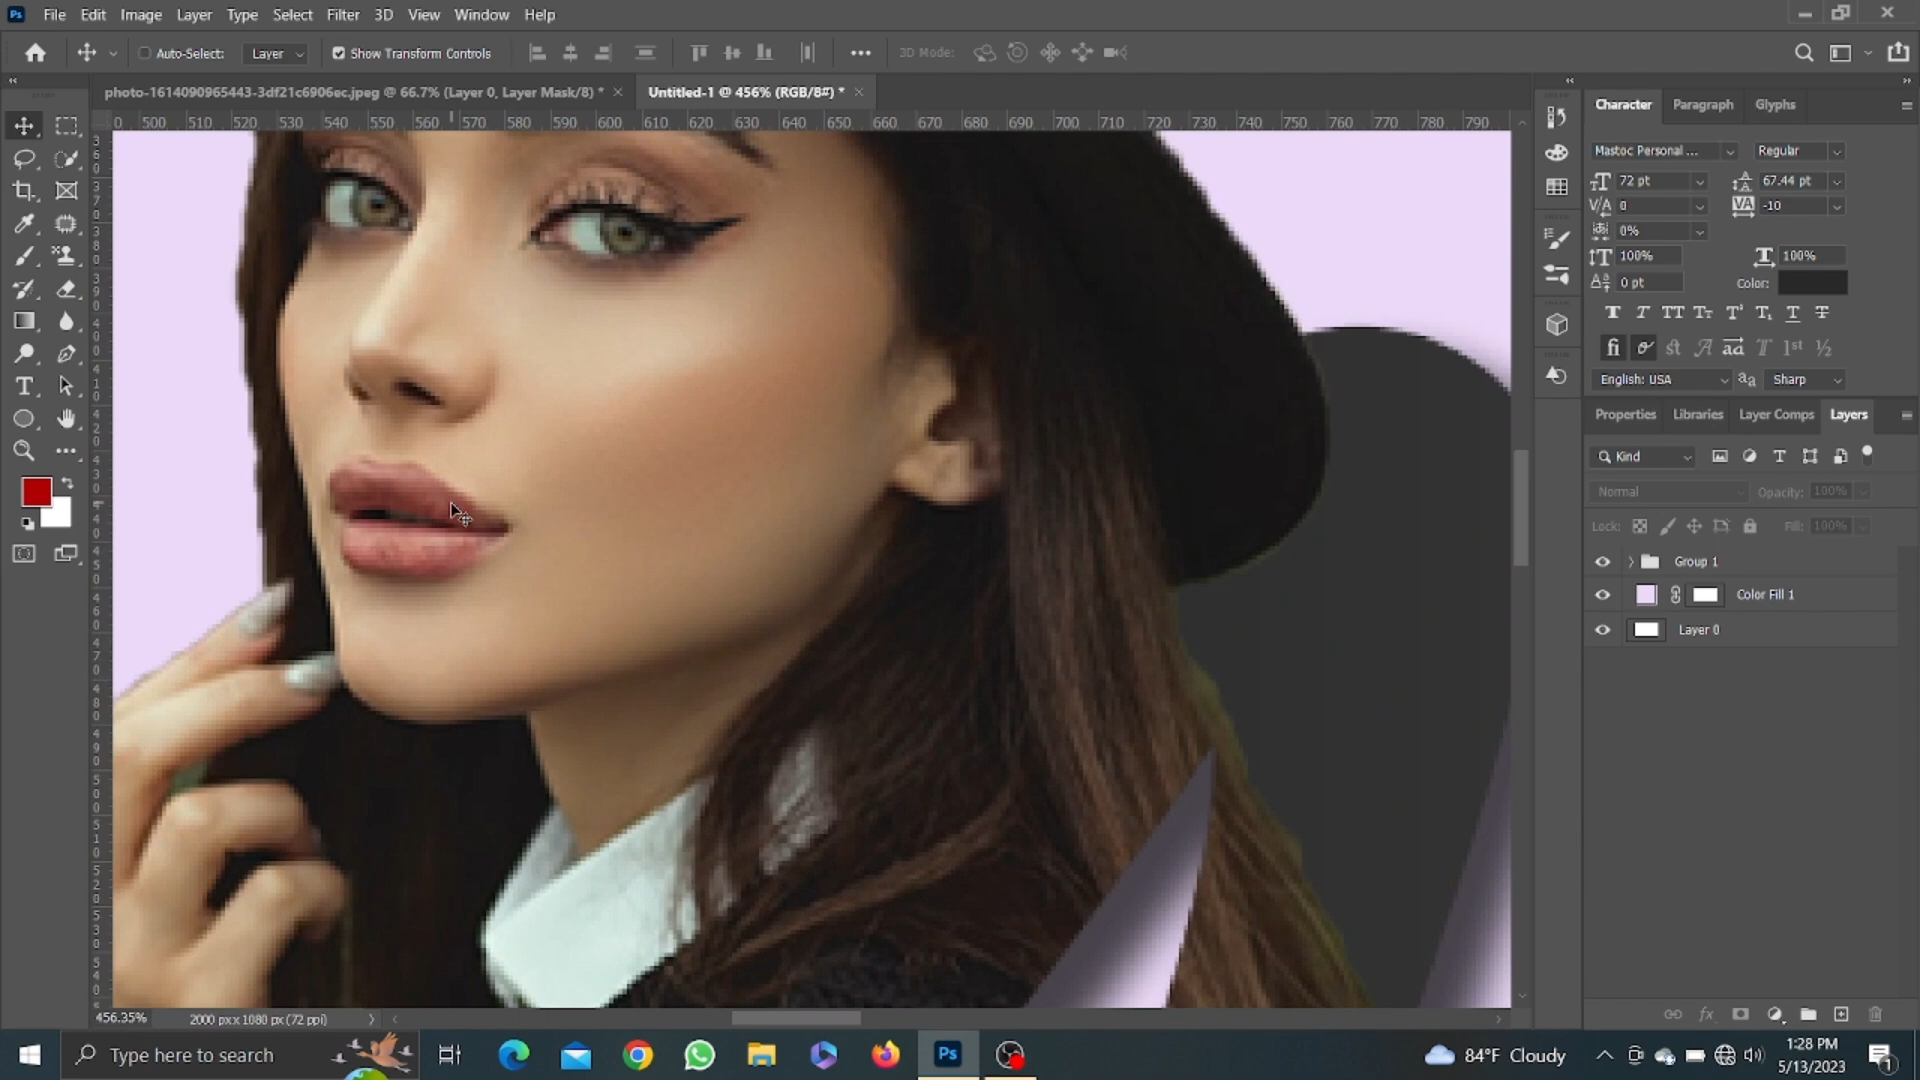 Ps File Edit Image Layer Type Select Filter 3D View Window Help
Auto-Select: Layer Show Transform Controls 3D Mode:
photo-1614090965443-3df21c6906ec.jpeg @ 66.7% (Layer 0, Layer Mask/8) * Untitled-1 @ 456% (RGB/8#) *
0 500 510 520 530 540 550 560 570 580 590 600 610 620 630 640 650 660 670 680 690 700 710 720 730 740 750 760 770 780 790
Character Paragraph Glyphs
Mastoc Personal ... Regular
72 pt 67.44 pt
0 -10
0%
100% 100%
0 pt Color:
English: USA Sharp
Properties Libraries Layer Comps Layers
Kind
Normal Opacity: 100%
Lock: Fill: 100%
Group 1
Color Fill 1
Layer 0
456.35% 2000 px x 1080 px (72 ppi)
Type here to search
Ps
84°F Cloudy
1:28 PM
5/13/2023
1